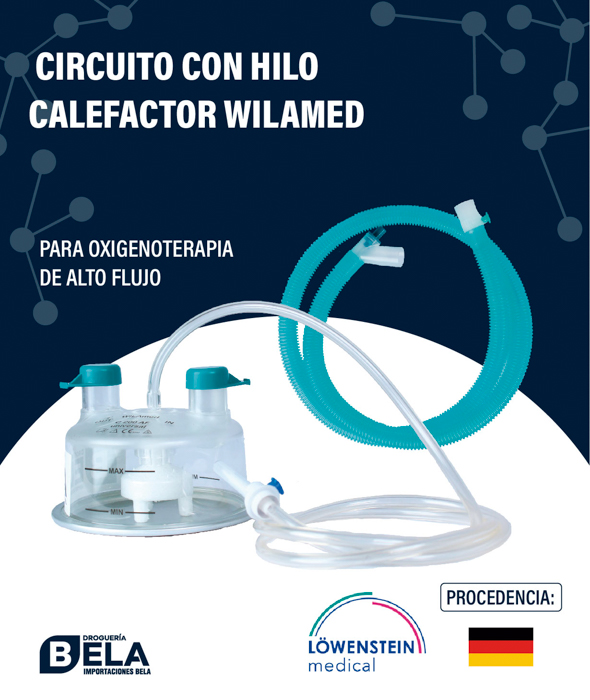 CIRCUITO CON HILO
CALEFACTOR WILAMED
PARA OXIGENOTERAPIA
DE ALTO FLUJO
WilAmed
MAX
MIN
PROCEDENCIA:
LÖWENSTEIN
medical
DROGUERÍA
BELA
IMPORTACIONES BELA